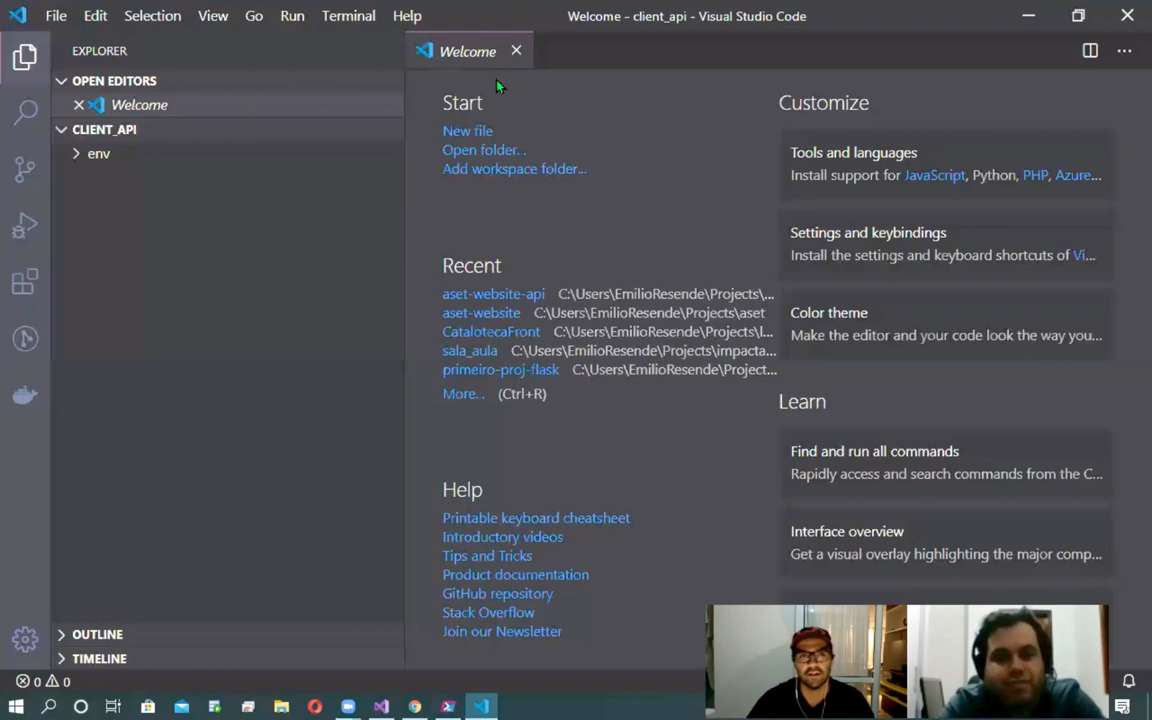 File Edit Selection View Go Run Terminal Help
Welcome - client_api - Visual Studio Code
EXPLORER
OPEN EDITORS
Welcome
CLIENT_API
env
OUTLINE
TIMELINE
Welcome
Start
New file
Open folder...
Add workspace folder...
Recent
aset-website-api C:\Users\EmilioResende\Projects\...
aset-website C:\Users\EmilioResende\Projects\aset
CatalotecaFront C:\Users\EmilioResende\Projects\l...
sala_aula C:\Users\EmilioResende\Projects\impacta...
primeiro-proj-flask C:\Users\EmilioResende\Project...
More... (Ctrl+R)
Help
Printable keyboard cheatsheet
Introductory videos
Tips and Tricks
Product documentation
GitHub repository
Stack Overflow
Join our Newsletter
Customize
Tools and languages
Install support for JavaScript, Python, PHP, Azure...
Settings and keybindings
Install the settings and keyboard shortcuts of Vi...
Color theme
Make the editor and your code look the way you...
Learn
Find and run all commands
Rapidly access and search commands from the C...
Interface overview
Get a visual overlay highlighting the major comp...
0 0